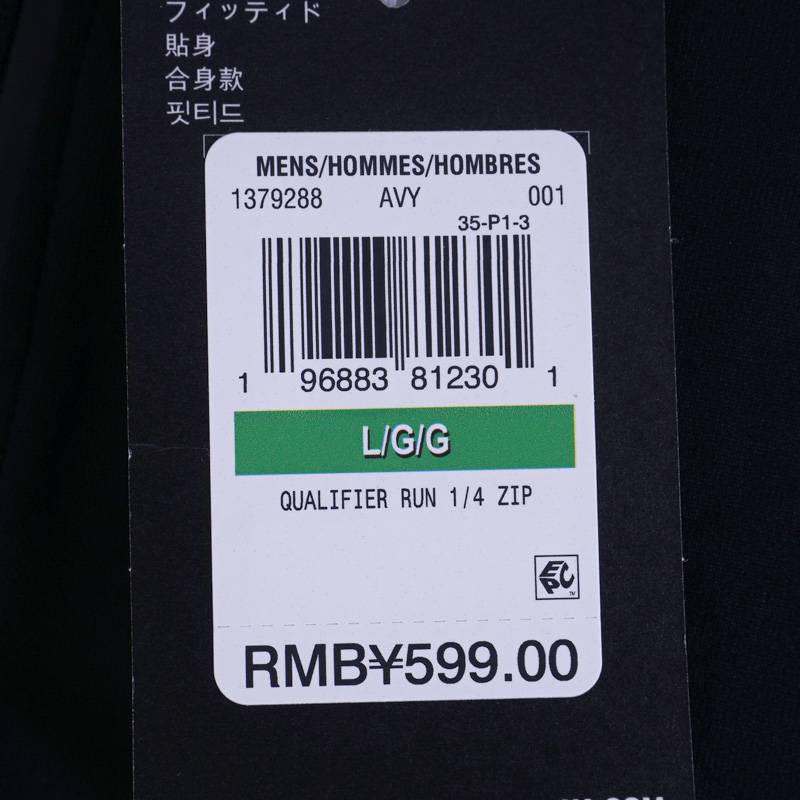 フィッティド
貼身
合身款
핏티드
MENS/HOMMES/HOMBRES
1379288 AVY 001
35-P1-3
1 96883 81230 1
L/G/G
QUALIFIER RUN 1/4 ZIP
EPC™
RMB¥599.00